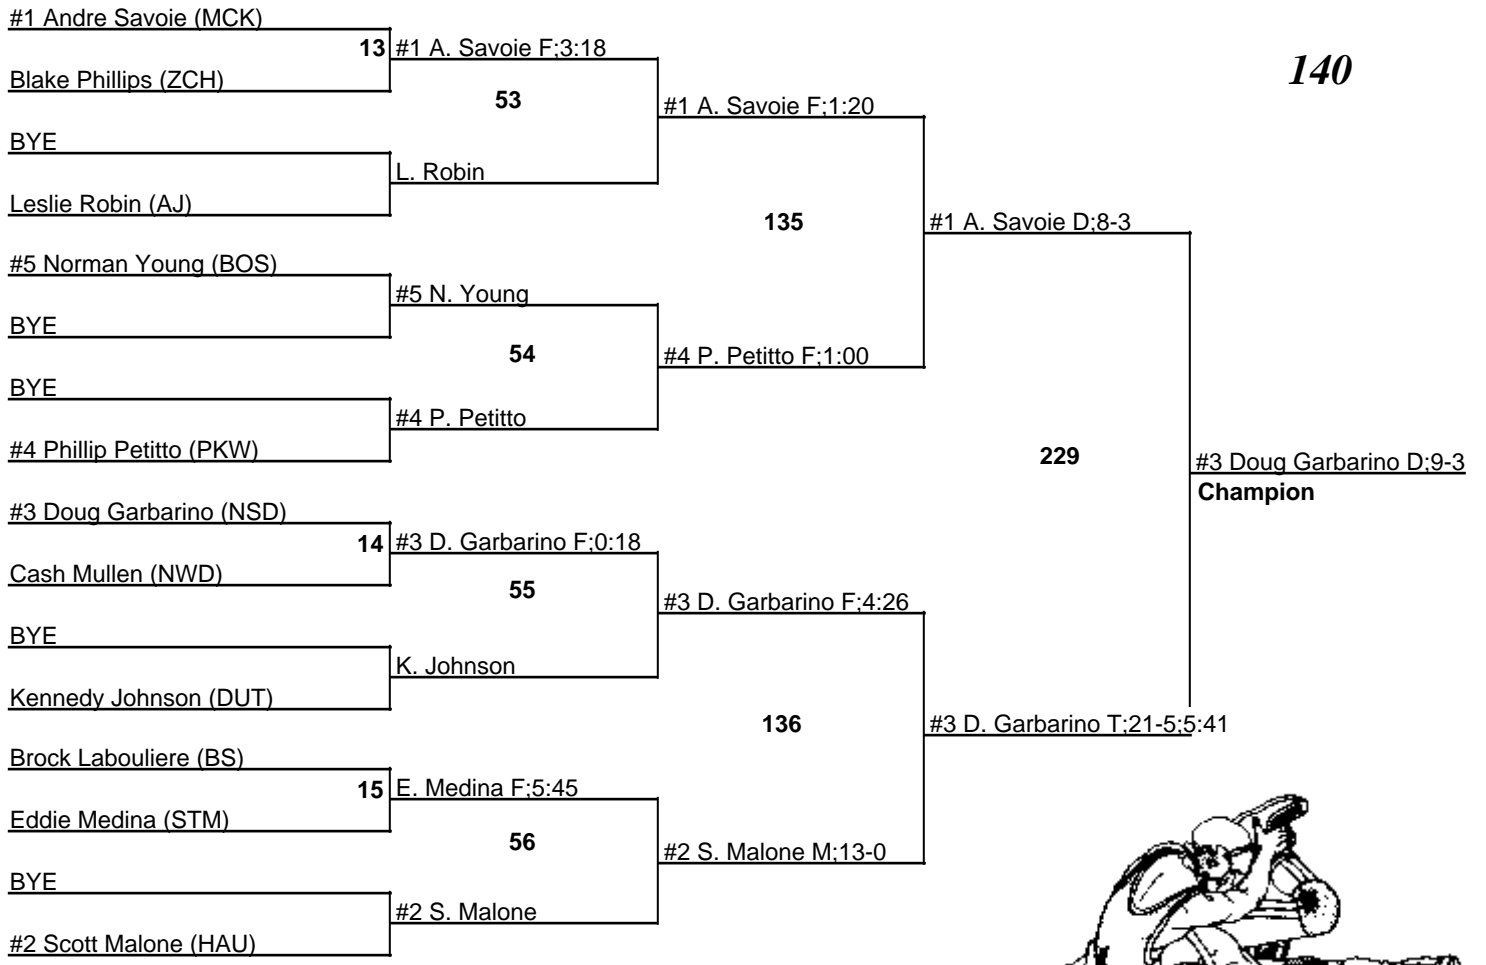 #1 Andre Savoie (MCK)
13 #1 A. Savoie F;3:18
140
Blake Phillips (ZCH)
53
#1 A. Savoie F;1:20
BYE
L. Robin
Leslie Robin (AJ)
135
#1 A. Savoie D;8-3
#5 Norman Young (BOS)
#5 N. Young
BYE
54
#4 P. Petitto F;1:00
BYE
#4 P. Petitto
#4 Phillip Petitto (PKW)
229
#3 Doug Garbarino D;9-3
Champion
#3 Doug Garbarino (NSD)
14 #3 D. Garbarino F;0:18
Cash Mullen (NWD)
55
#3 D. Garbarino F;4:26
BYE
K. Johnson
Kennedy Johnson (DUT)
136
#3 D. Garbarino T;21-5;5:41
Brock Labouliere (BS)
15 E. Medina F;5:45
Eddie Medina (STM)
56
#2 S. Malone M;13-0
BYE
#2 S. Malone
#2 Scott Malone (HAU)